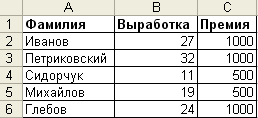 A B C
1 Фамилия Выработка Премия
2 Иванов 27 1000
3 Петриковский 32 1000
4 Сидорчук 11 500
5 Михайлов 19 500
6 Глебов 24 1000